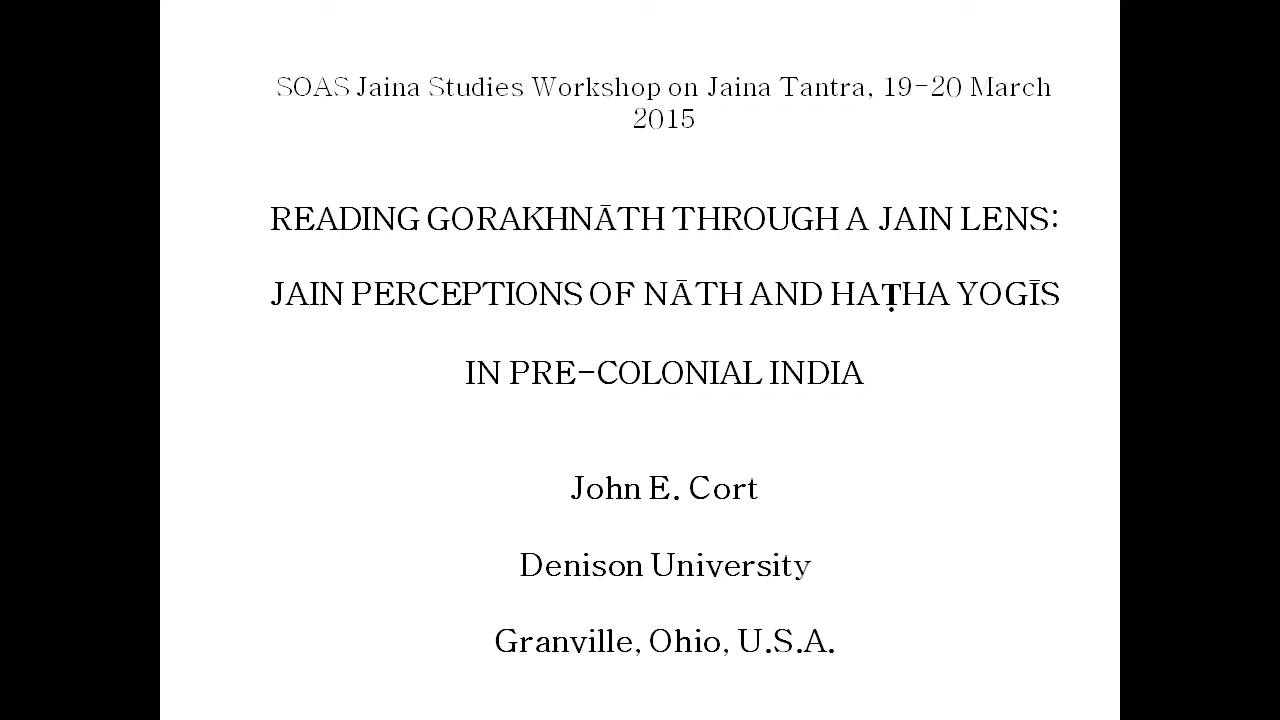 SOAS Jaina Studies Workshop on Jaina Tantra, 19-20 March
2015
READING GORAKHNĀTH THROUGH A JAIN LENS:
JAIN PERCEPTIONS OF NĀTH AND HAṬHA YOGĪS
IN PRE-COLONIAL INDIA
John E. Cort
Denison University
Granville, Ohio, U.S.A.